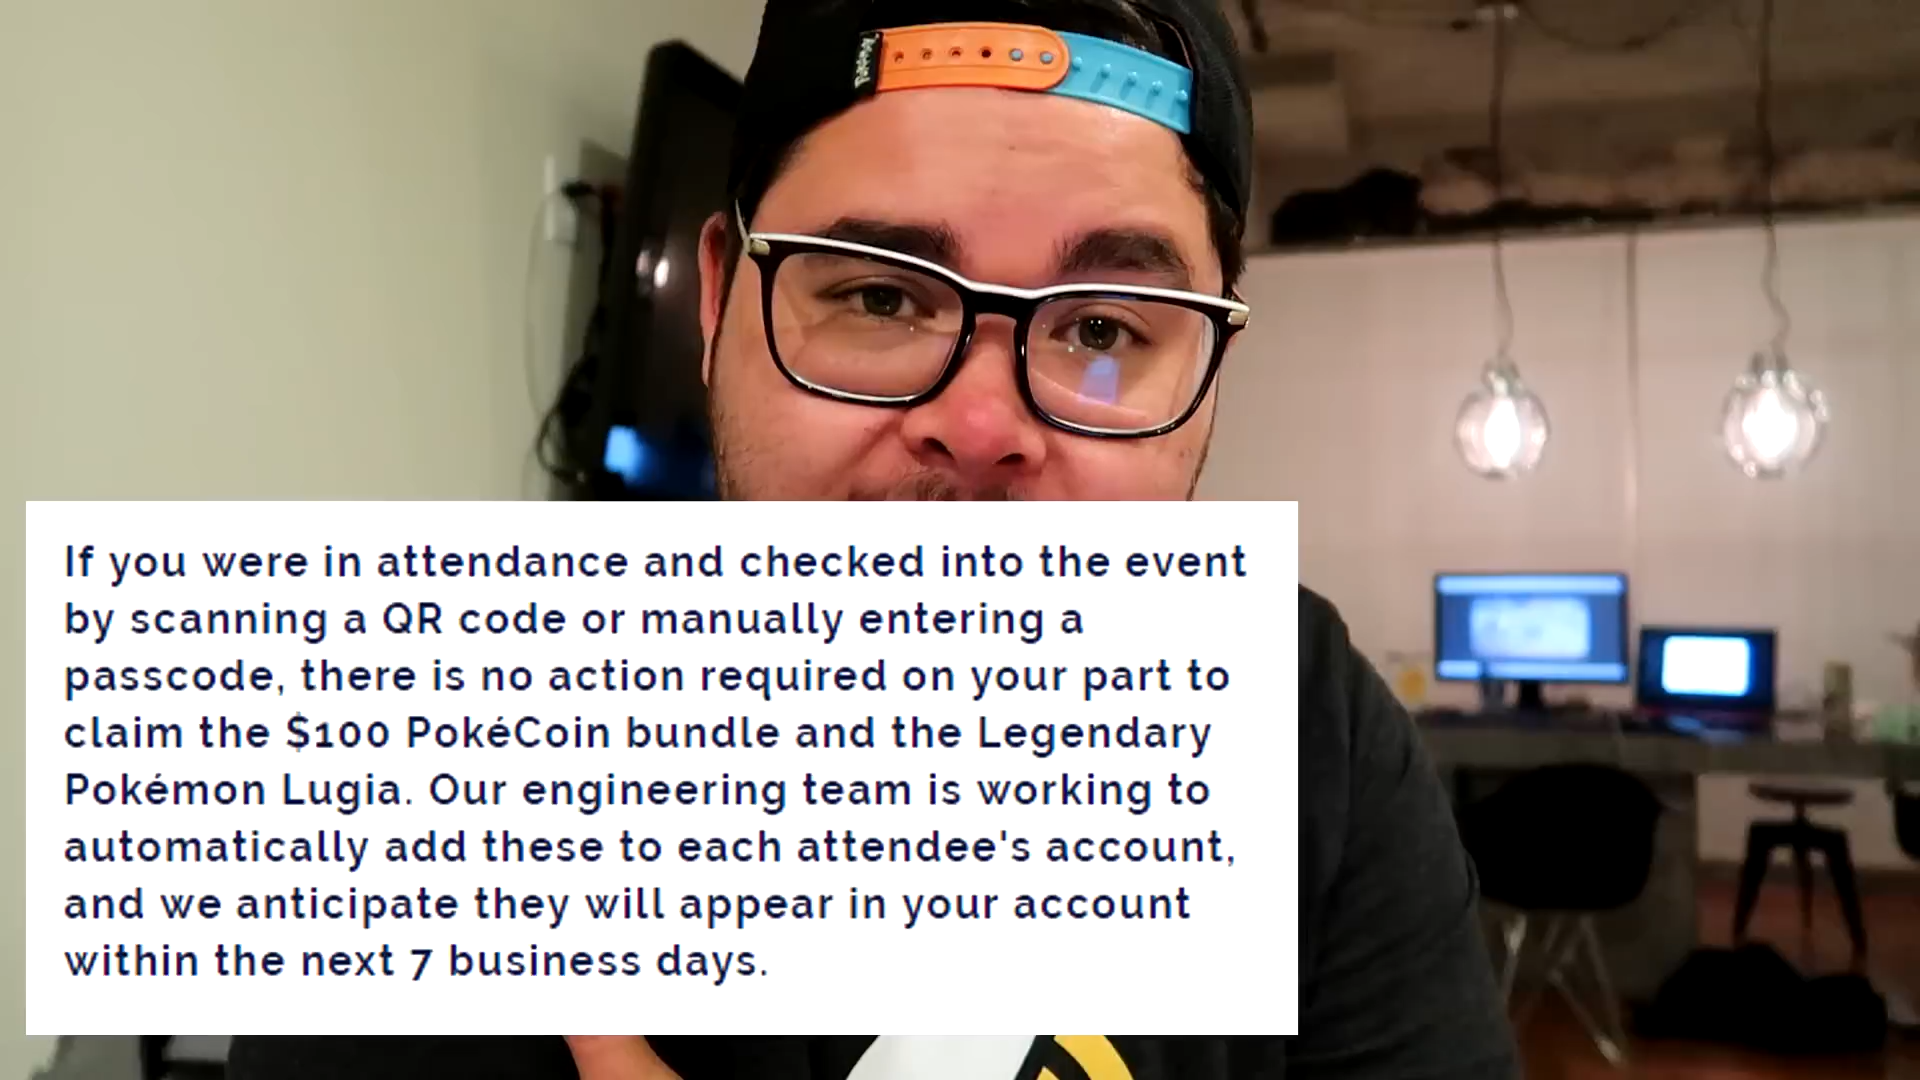 If you were in attendance and checked into the event
by scanning a QR code or manually entering a
passcode, there is no action required on your part to
claim the $100 PokéCoin bundle and the Legendary
Pokémon Lugia. Our engineering team is working to
automatically add these to each attendee's account,
and we anticipate they will appear in your account
within the next 7 business days.